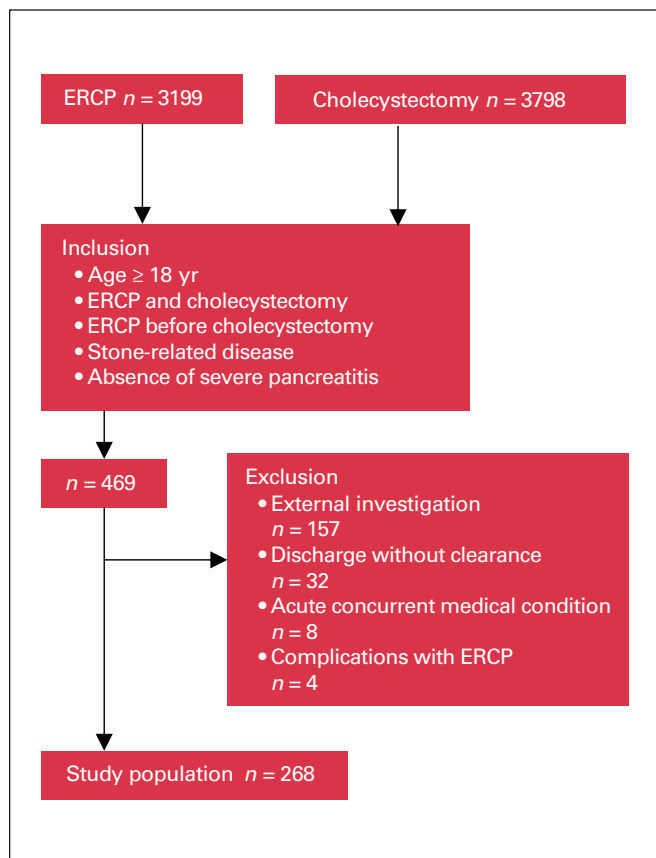 ERCP n = 3199
Cholecystectomy n = 3798
Inclusion
• Age ≥ 18 yr
• ERCP and cholecystectomy
• ERCP before cholecystectomy
• Stone-related disease
• Absence of severe pancreatitis
n = 469
Exclusion
• External investigation
n = 157
• Discharge without clearance
n = 32
• Acute concurrent medical condition
n = 8
• Complications with ERCP
n = 4
Study population n = 268